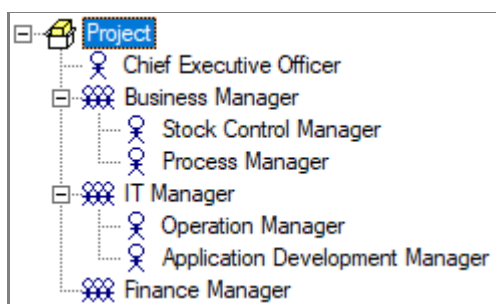 Project
Chief Executive Officer
Business Manager
Stock Control Manager
Process Manager
IT Manager
Operation Manager
Application Development Manager
Finance Manager